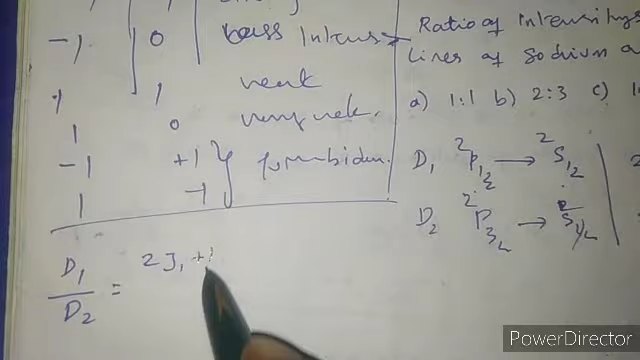 -1 0 less Intens
1 1 weak
1 0 very weak.
-1 +1 } forbidden.
1 -1
Ratio of intensity
lines of sodium a
a) 1:1 b) 2:3 c)
D₁ ²P₁/₂ → ²S₁/₂
D₂ ²P₃/₂ → ²S₁/₂
D₁/D₂ = 2J₁ +1
PowerDirector